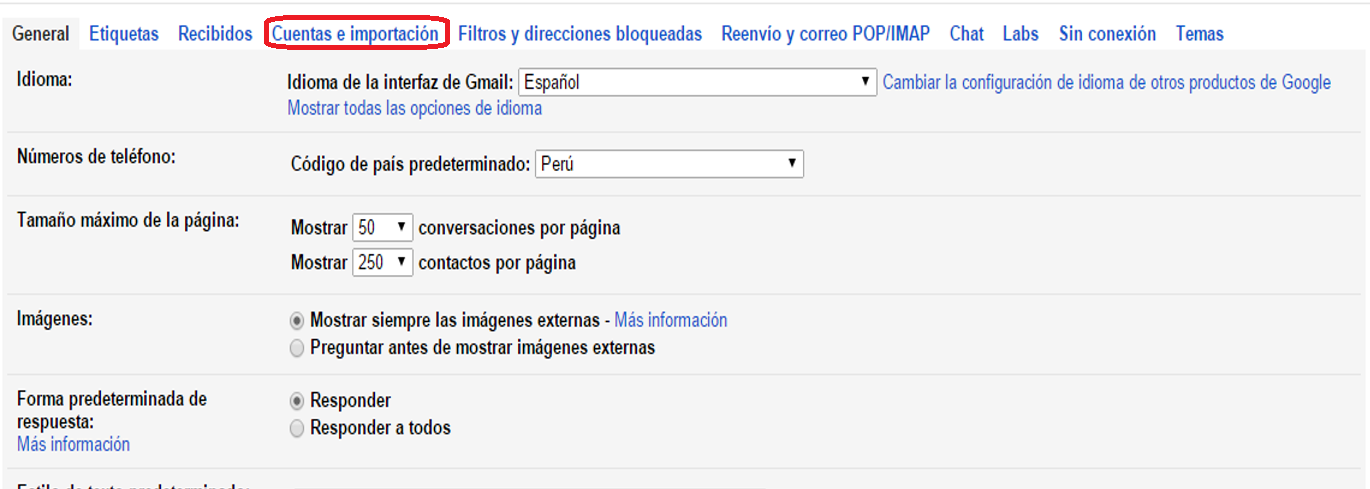 General Etiquetas Recibidos Cuentas e importación Filtros y direcciones bloqueadas Reenvío y correo POP/IMAP Chat Labs Sin conexión Temas
Idioma: Idioma de la interfaz de Gmail: Español Cambiar la configuración de idioma de otros productos de Google
Mostrar todas las opciones de idioma
Números de teléfono: Código de país predeterminado: Perú
Tamaño máximo de la página: Mostrar 50 conversaciones por página
Mostrar 250 contactos por página
Imágenes: Mostrar siempre las imágenes externas - Más información
Preguntar antes de mostrar imágenes externas
Forma predeterminada de respuesta: Responder
Más información Responder a todos